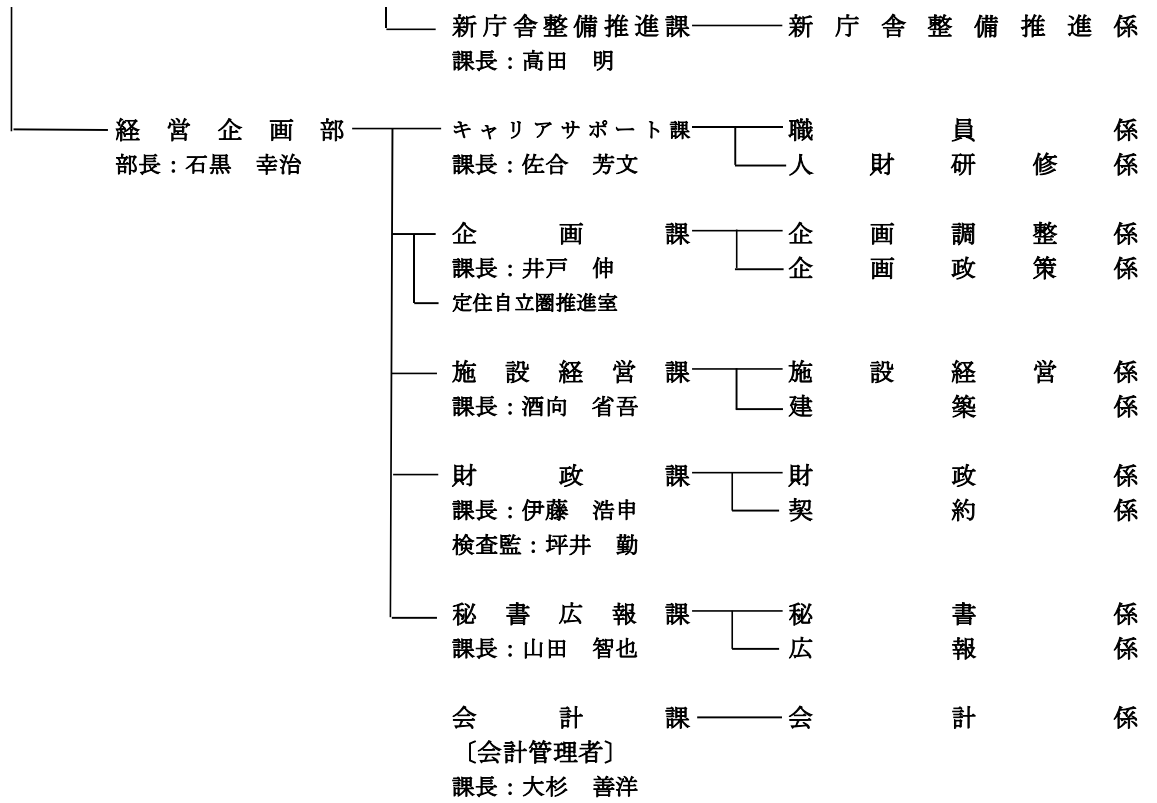 新庁舎整備推進課 新庁舎整備推進係
課長：高田 明
経営企画部 キャリアサポート課 職員係
部長：石黒 幸治 課長：佐合 芳文 人財研修係
企画課 企画調整係
課長：井戸 伸 企画政策係
定住自立圏推進室
施設経営課 施設経営係
課長：酒向 省吾 建築係
財政課 財政係
課長：伊藤 浩申 契約係
検査監：坪井 勤
秘書広報課 秘書係
課長：山田 智也 広報係
会計課 会計係
〔会計管理者〕
課長：大杉 善洋